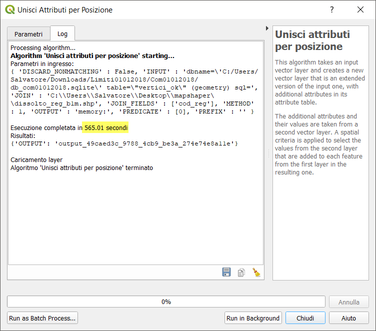 Unisci Attributi per Posizione
Parametri
Log
Processing algorithm...
Algorithm 'Unisci attributi per posizione' starting...
Parametri in ingresso:
{ 'DISCARD_NONMATCHING' : False, 'INPUT' : 'dbname=\'C:/Users/
Salvatore/Downloads/Limiti01012018/Com01012018/
db_com01012018.sqlite\' table=\"vertici_ok\" (geometry) sql=',
'JOIN' : 'C:\\Users\\Salvatore\\Desktop\\mapshaper\
\dissolto_reg_bim.shp', 'JOIN_FIELDS' : ['cod_reg'], 'METHOD'
: 1, 'OUTPUT' : 'memory:', 'PREDICATE' : [0], 'PREFIX' : '' }
Esecuzione completata in 565.01 secondi
Risultati:
{'OUTPUT': 'output_49caed3c_9788_4cb9_be3a_274e74e8a11e'}
Caricamento layer
Algoritmo 'Unisci attributi per posizione' terminato
Unisci attributi
per posizione
This algorithm takes an input
vector layer and creates a new
vector layer that is an extended
version of the input one, with
additional attributes in its
attribute table.
The additional attributes and
their values are taken from a
second vector layer. A spatial
criteria is applied to select the
values from the second layer
that are added to each feature
from the first layer in the
resulting one.
0%
Annulla
Run as Batch Process...
Run in Background
Chiudi
Aiuto